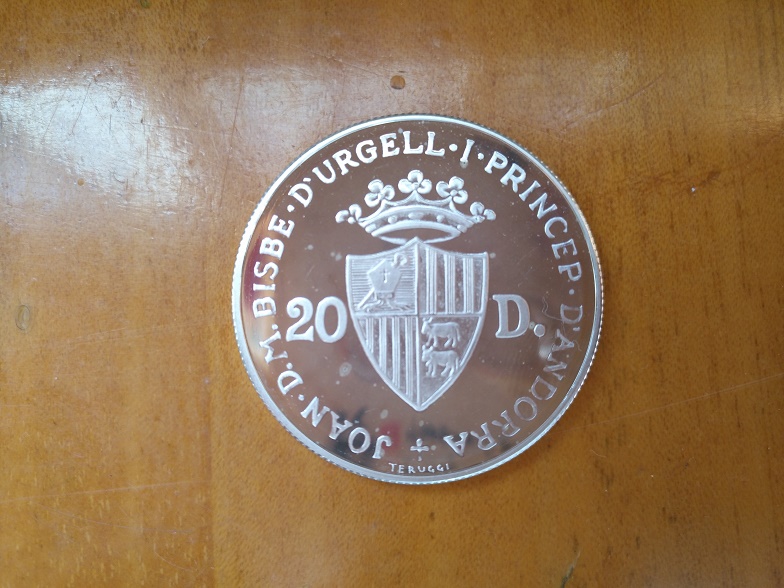 JOAN·D.M.BISBE·D'URGELL·I·PRINCEP·D'ANDORRA
20 D.
TERUGGI